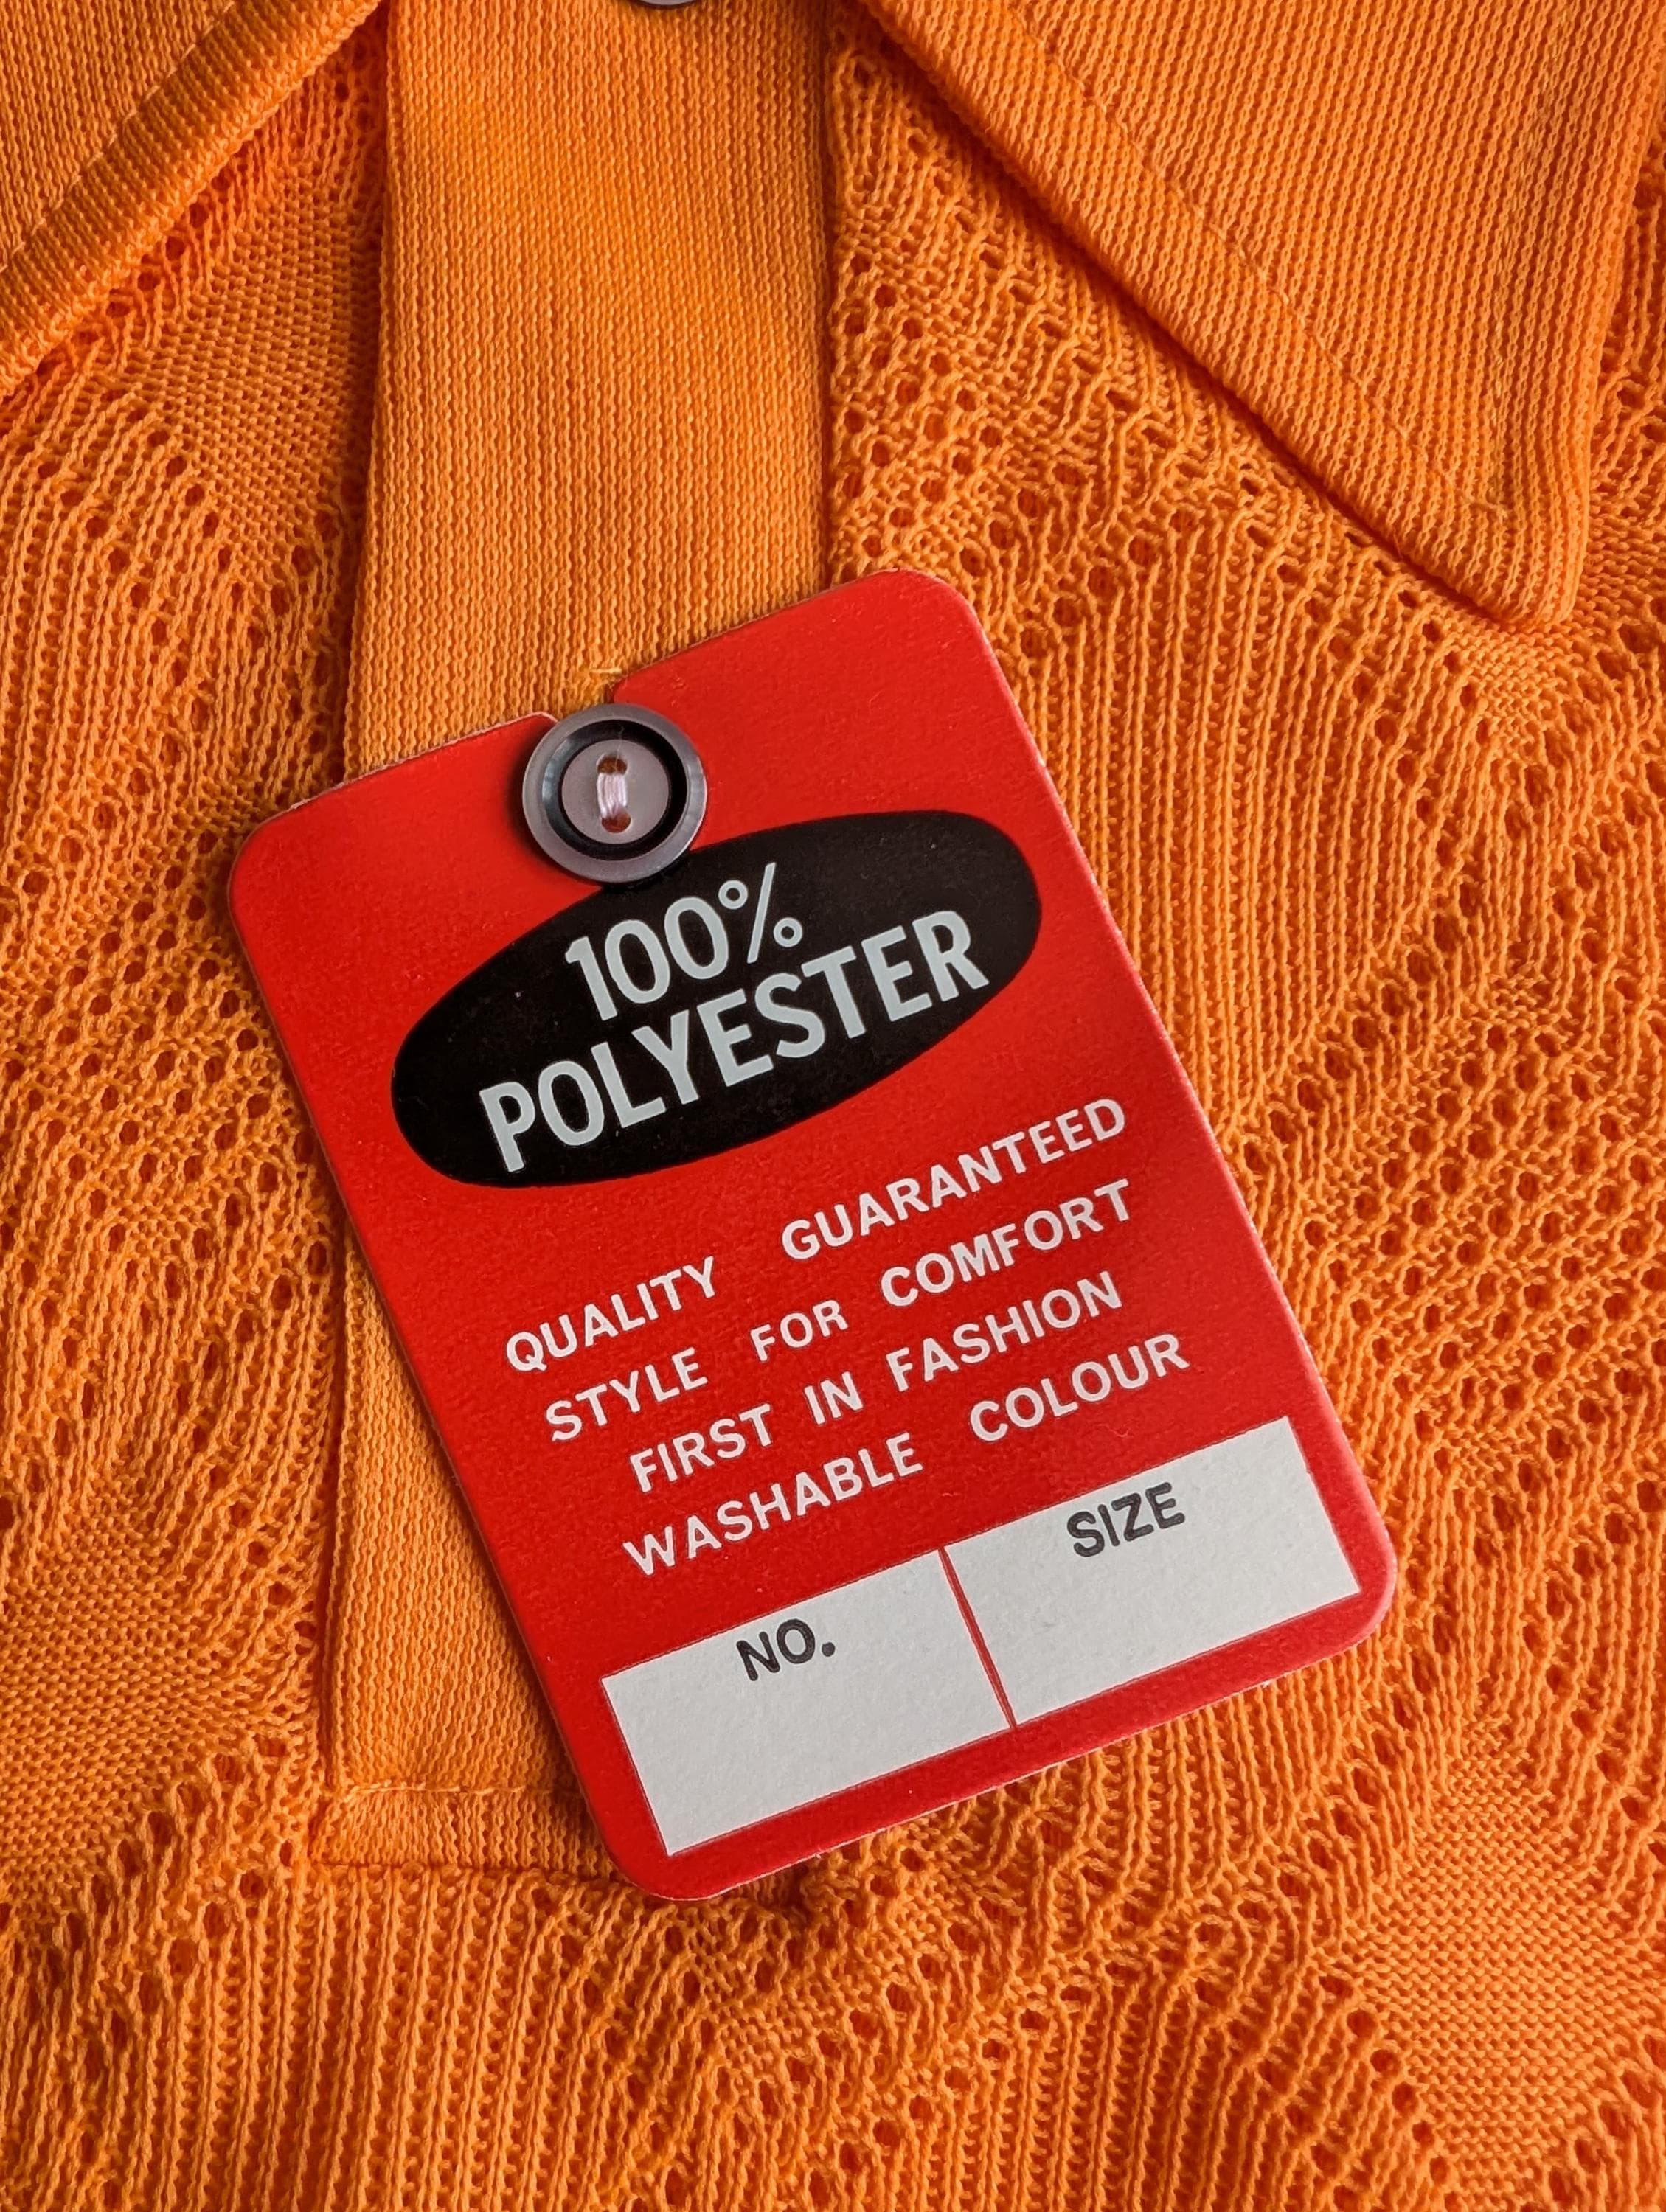 100%
POLYESTER
QUALITY GUARANTEED
STYLE FOR COMFORT
FIRST IN FASHION
WASHABLE COLOUR
NO. SIZE